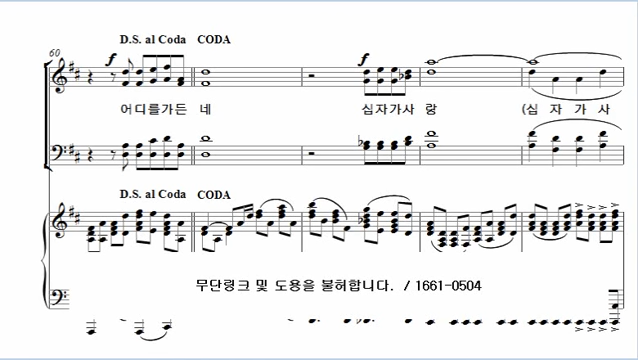 D.S. al Coda CODA
60
f f
어디를가든 네 십자가사 랑 (십 자 가 사
D.S. al Coda CODA
무단링크 및 도용을 불허합니다. / 1661-0504